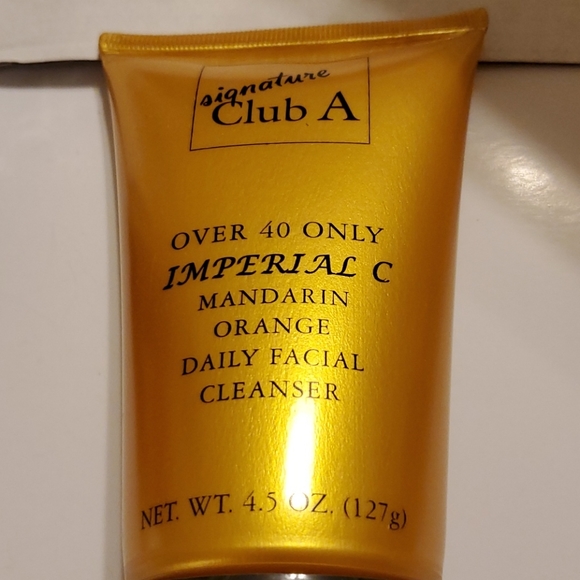 signature
Club A
OVER 40 ONLY
IMPERIAL C
MANDARIN
ORANGE
DAILY FACIAL
CLEANSER
NET. WT. 4.5 OZ. (127g)